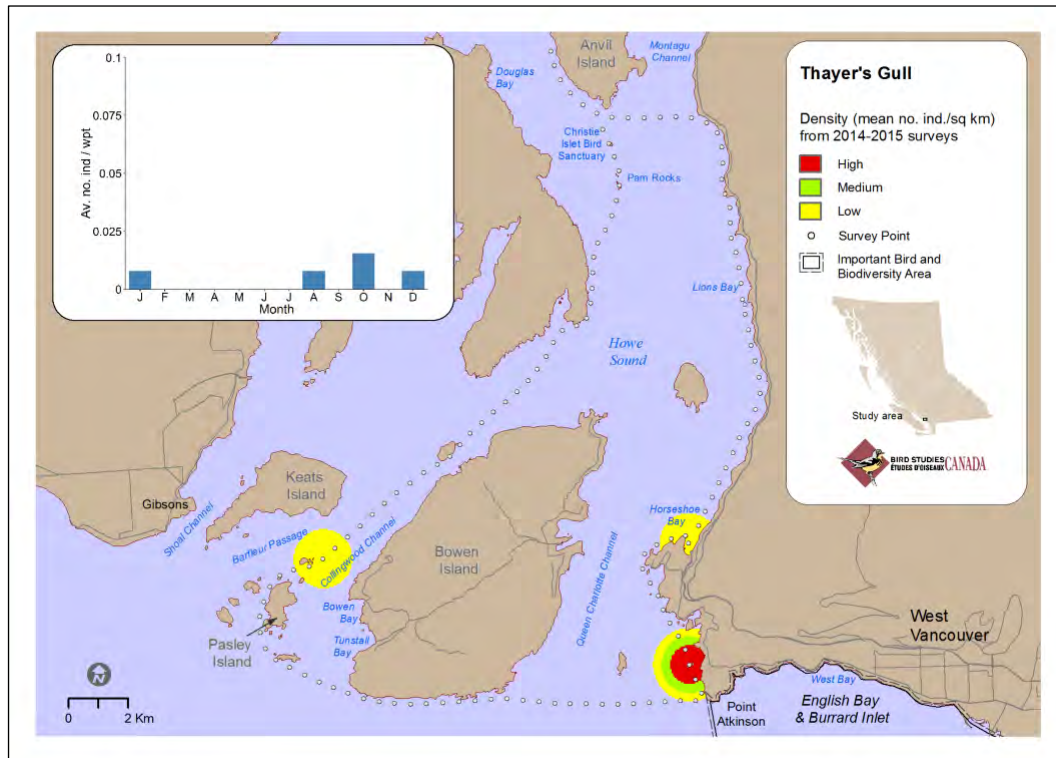 0.1
0.075
0.05
0.025
0
Av. no. ind / wpt
J F M A M J J A S O N D
Month
Anvil
Island
Montagu
Channel
Douglas
Bay
Christie
Islet Bird
Sanctuary
Pam Rocks
Lions Bay
Howe
Sound
Keats
Island
Gibsons
Shoal Channel
Barfleur Passage
Collingwood Channel
Bowen
Island
Horseshoe
Bay
Queen Charlotte Channel
Bowen
Bay
Tunstall
Bay
Pasley
Island
West
Vancouver
West Bay
English Bay
& Burrard Inlet
Point
Atkinson
N
0 2 Km
Thayer's Gull
Density (mean no. ind./sq km)
from 2014-2015 surveys
High
Medium
Low
Survey Point
Important Bird and
Biodiversity Area
Study area
BIRD STUDIES
ÉTUDES D'OISEAUX CANADA